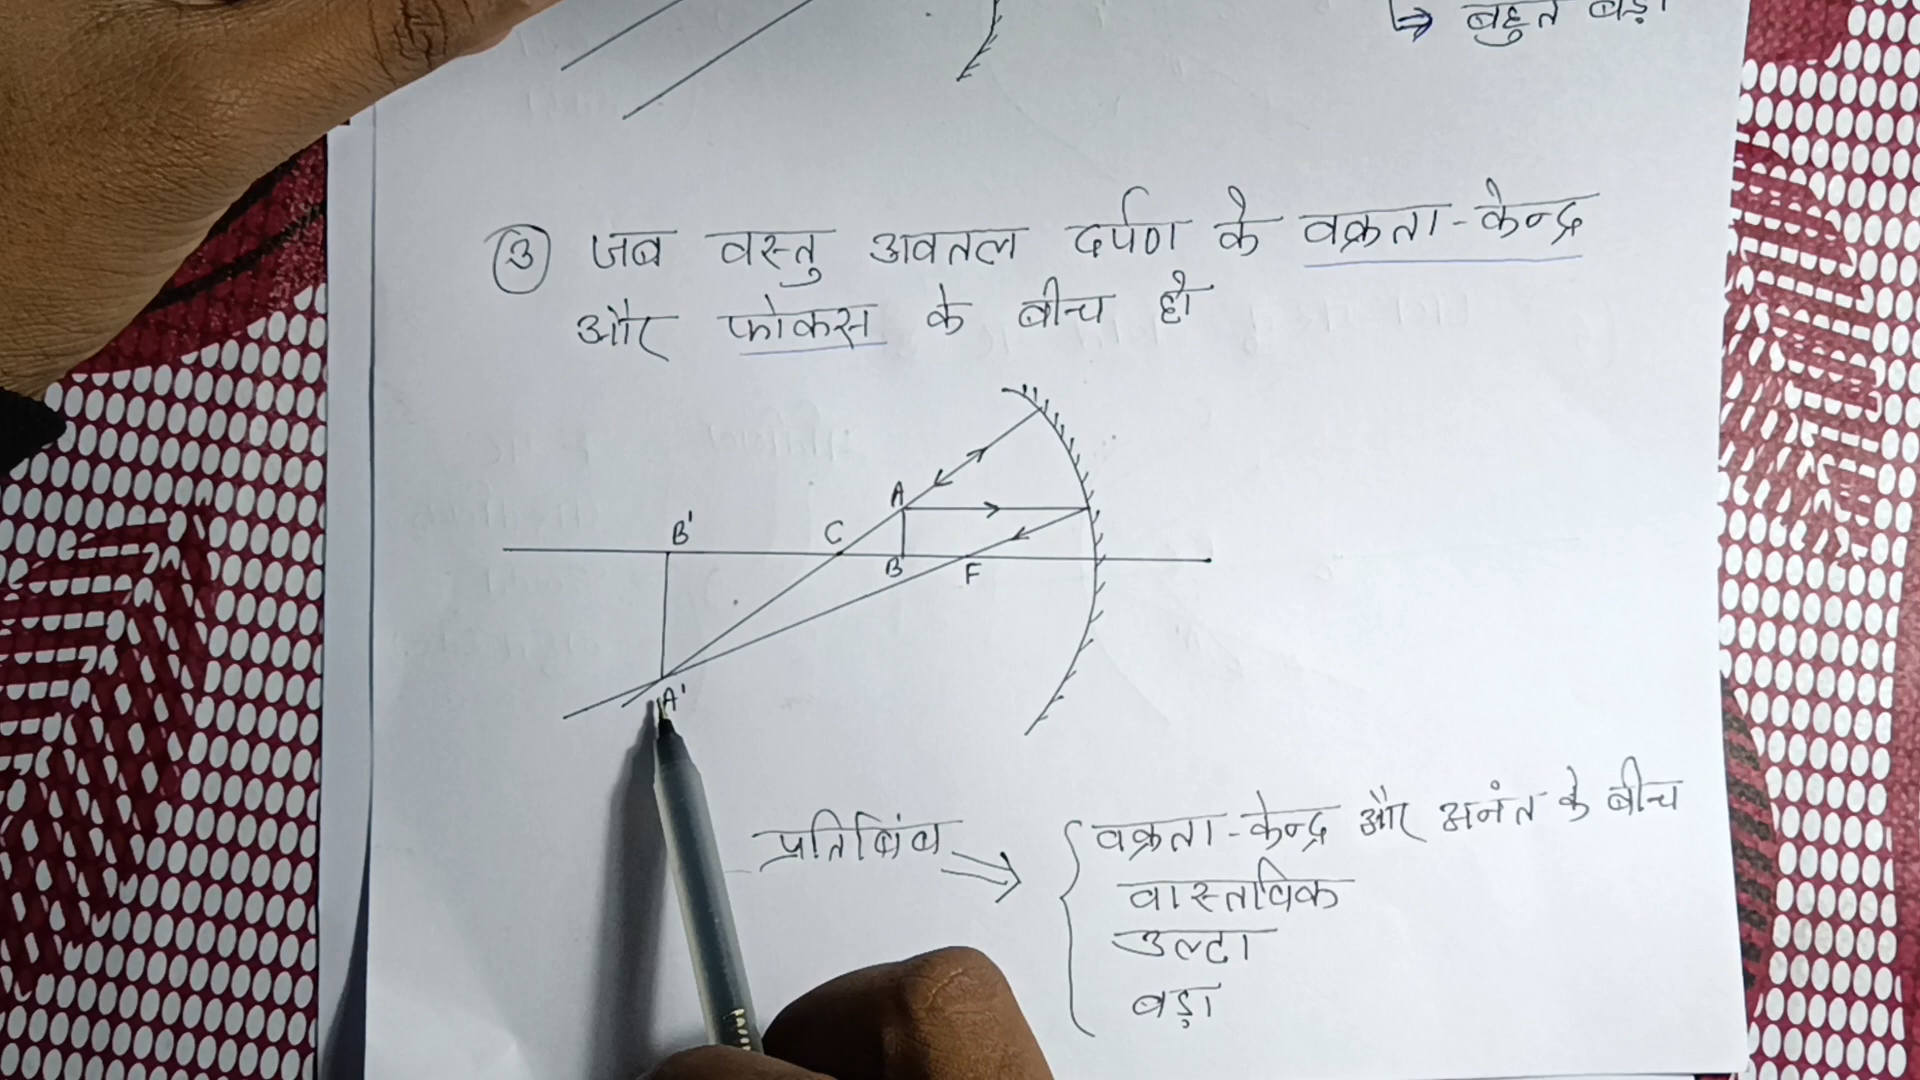 → बहुत बड़ा
③ जब वस्तु अवतल दर्पण के वक्रता-केन्द्र
और फोकस के बीच हो
A
B' C
B F
A'
प्रतिबिंब ⇒ { वक्रता-केन्द्र और अनंत के बीच
वास्तविक
उल्टा
बड़ा